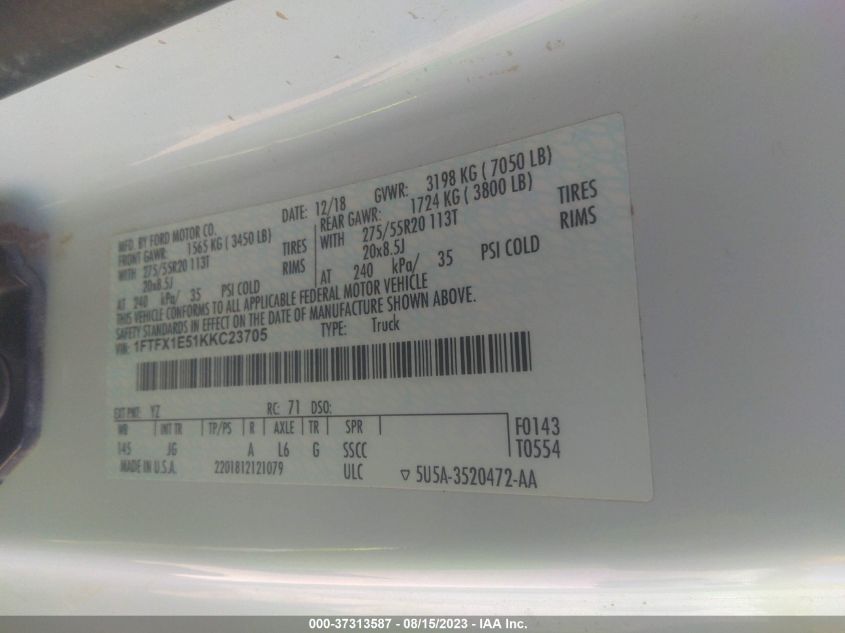 MFD. BY FORD MOTOR CO.
DATE: 12/18
GVWR: 3198 KG ( 7050 LB)
FRONT GAWR: 1565 KG ( 3450 LB)
REAR GAWR: 1724 KG ( 3800 LB)
WITH 275/55R20 113T TIRES
WITH 275/55R20 113T TIRES
20x8.5J RIMS
20x8.5J RIMS
AT 240 kPa/ 35 PSI COLD
AT 240 kPa/ 35 PSI COLD
THIS VEHICLE CONFORMS TO ALL APPLICABLE FEDERAL MOTOR VEHICLE
SAFETY STANDARDS IN EFFECT ON THE DATE OF MANUFACTURE SHOWN ABOVE.
VIN: 1FTFX1E51KKC23705
TYPE: Truck
EXT PNT: YZ RC: 71 DSO:
WB INT TR TP/PS R AXLE TR SPR
145 JG A L6 G SSCC
F0143
T0554
MADE IN U.S.A. 2201812121079 ULC ▽ 5U5A-3520472-AA
000-37313587 - 08/15/2023 - IAA Inc.